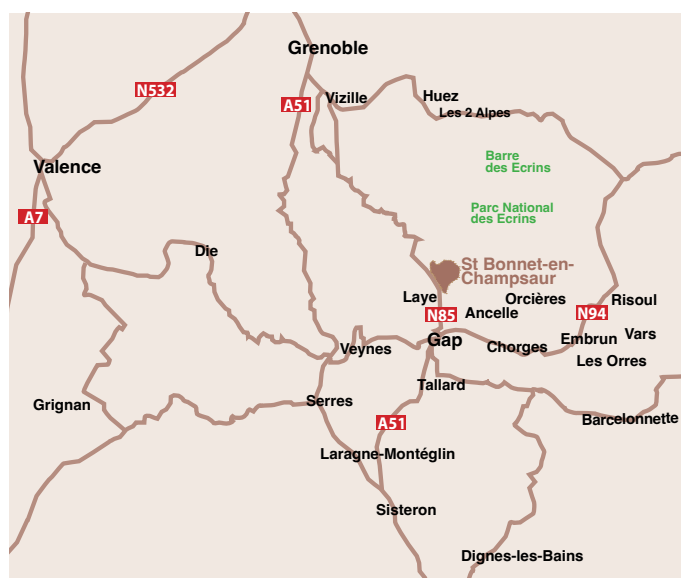 Grenoble
N532
A51
Vizille
Huez
Les 2 Alpes
Valence
Barre
des Ecrins
Parc National
des Ecrins
A7
Die
St Bonnet-en-
Champsaur
Laye
Orcières
Risoul
N85
Ancelle
N94
Gap
Chorges
Embrun
Vars
Veynes
Les Orres
Tallard
Grignan
Serres
A51
Barcelonnette
Laragne-Montéglin
Sisteron
Dignes-les-Bains